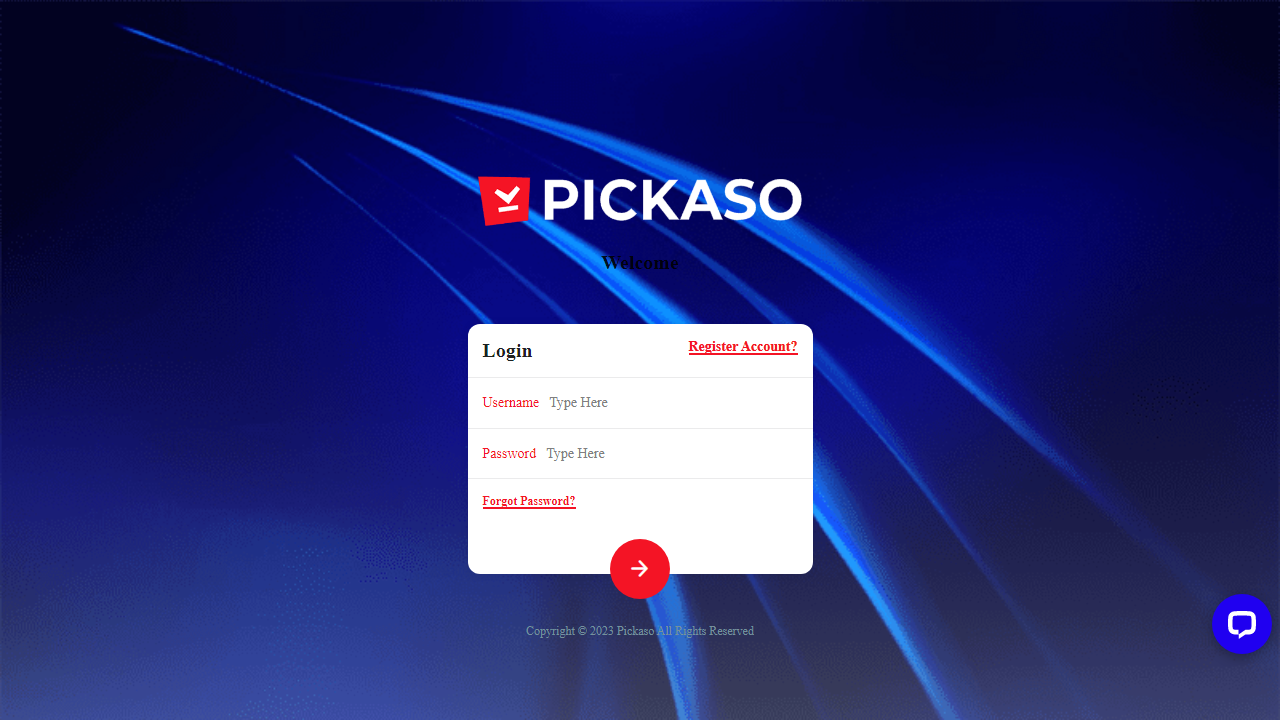 PICKASO
Welcome
Login
Register Account?
Username Type Here
Password Type Here
Forgot Password?
Copyright © 2023 Pickaso All Rights Reserved